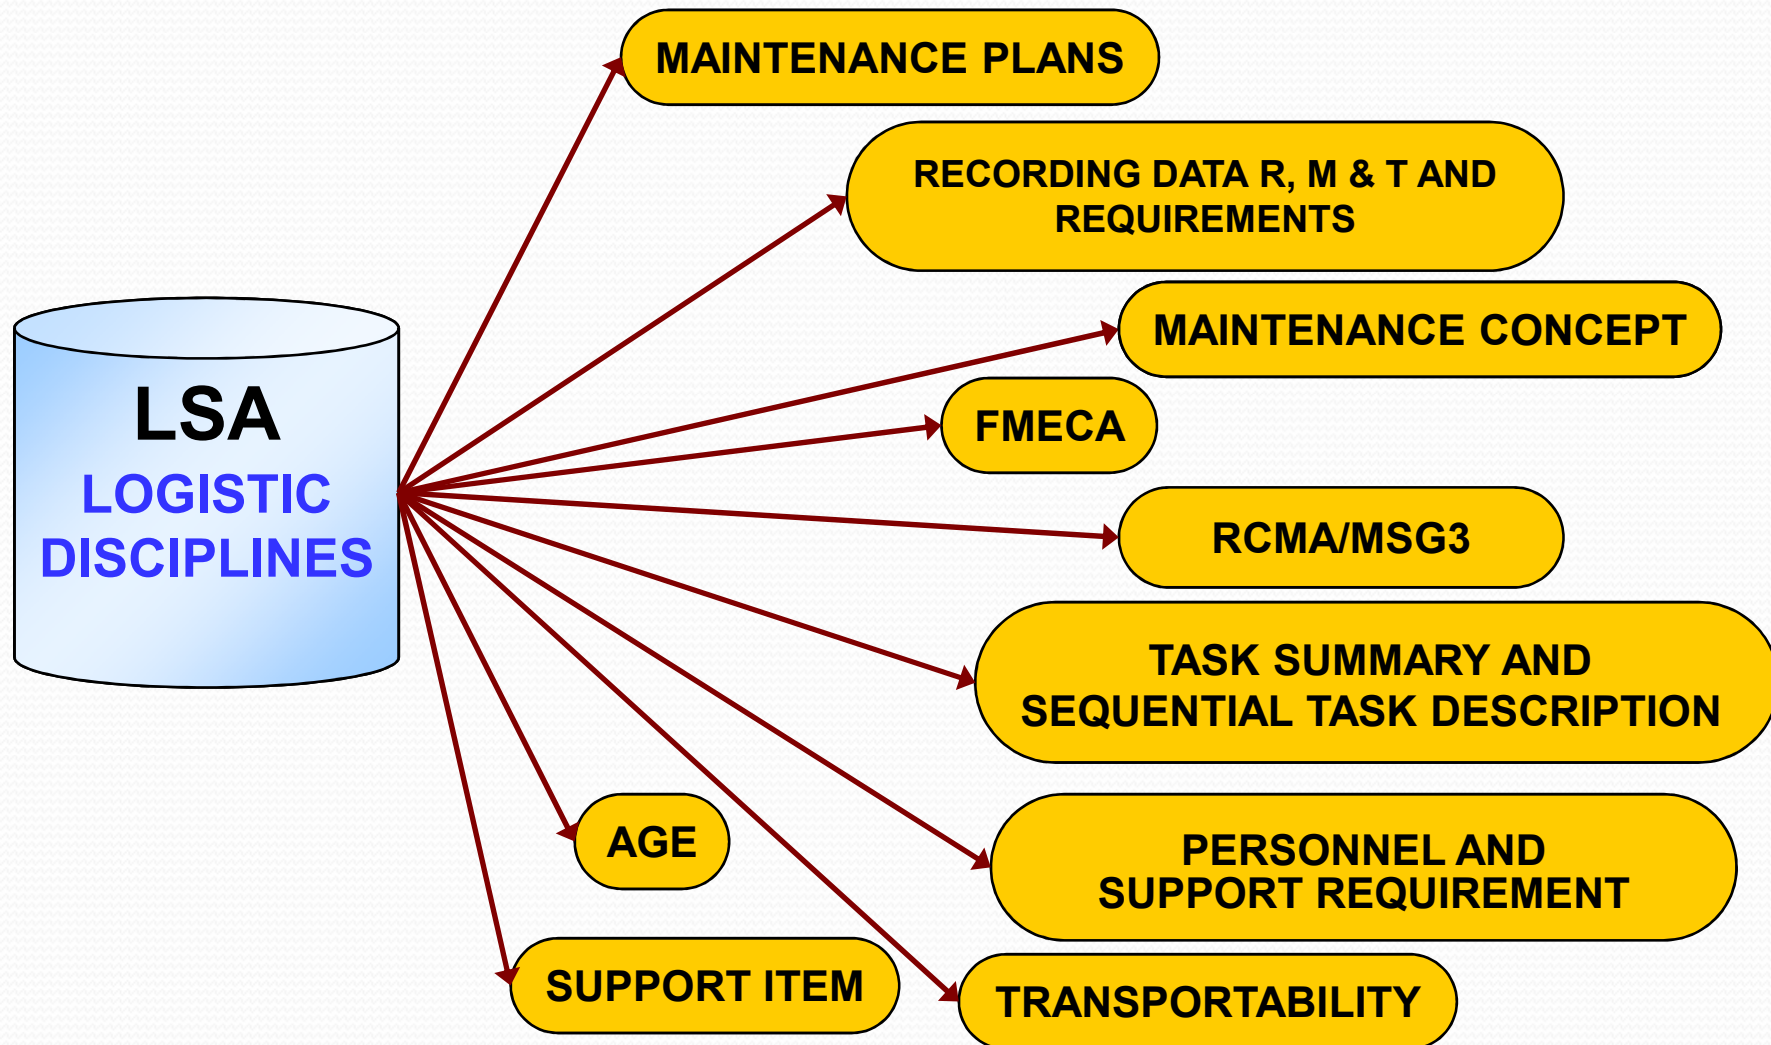 MAINTENANCE PLANS
RECORDING DATA R, M & T AND
REQUIREMENTS
MAINTENANCE CONCEPT
LSA
LOGISTIC
DISCIPLINES
FMECA
RCMA/MSG3
TASK SUMMARY AND
SEQUENTIAL TASK DESCRIPTION
AGE
PERSONNEL AND
SUPPORT REQUIREMENT
SUPPORT ITEM
TRANSPORTABILITY